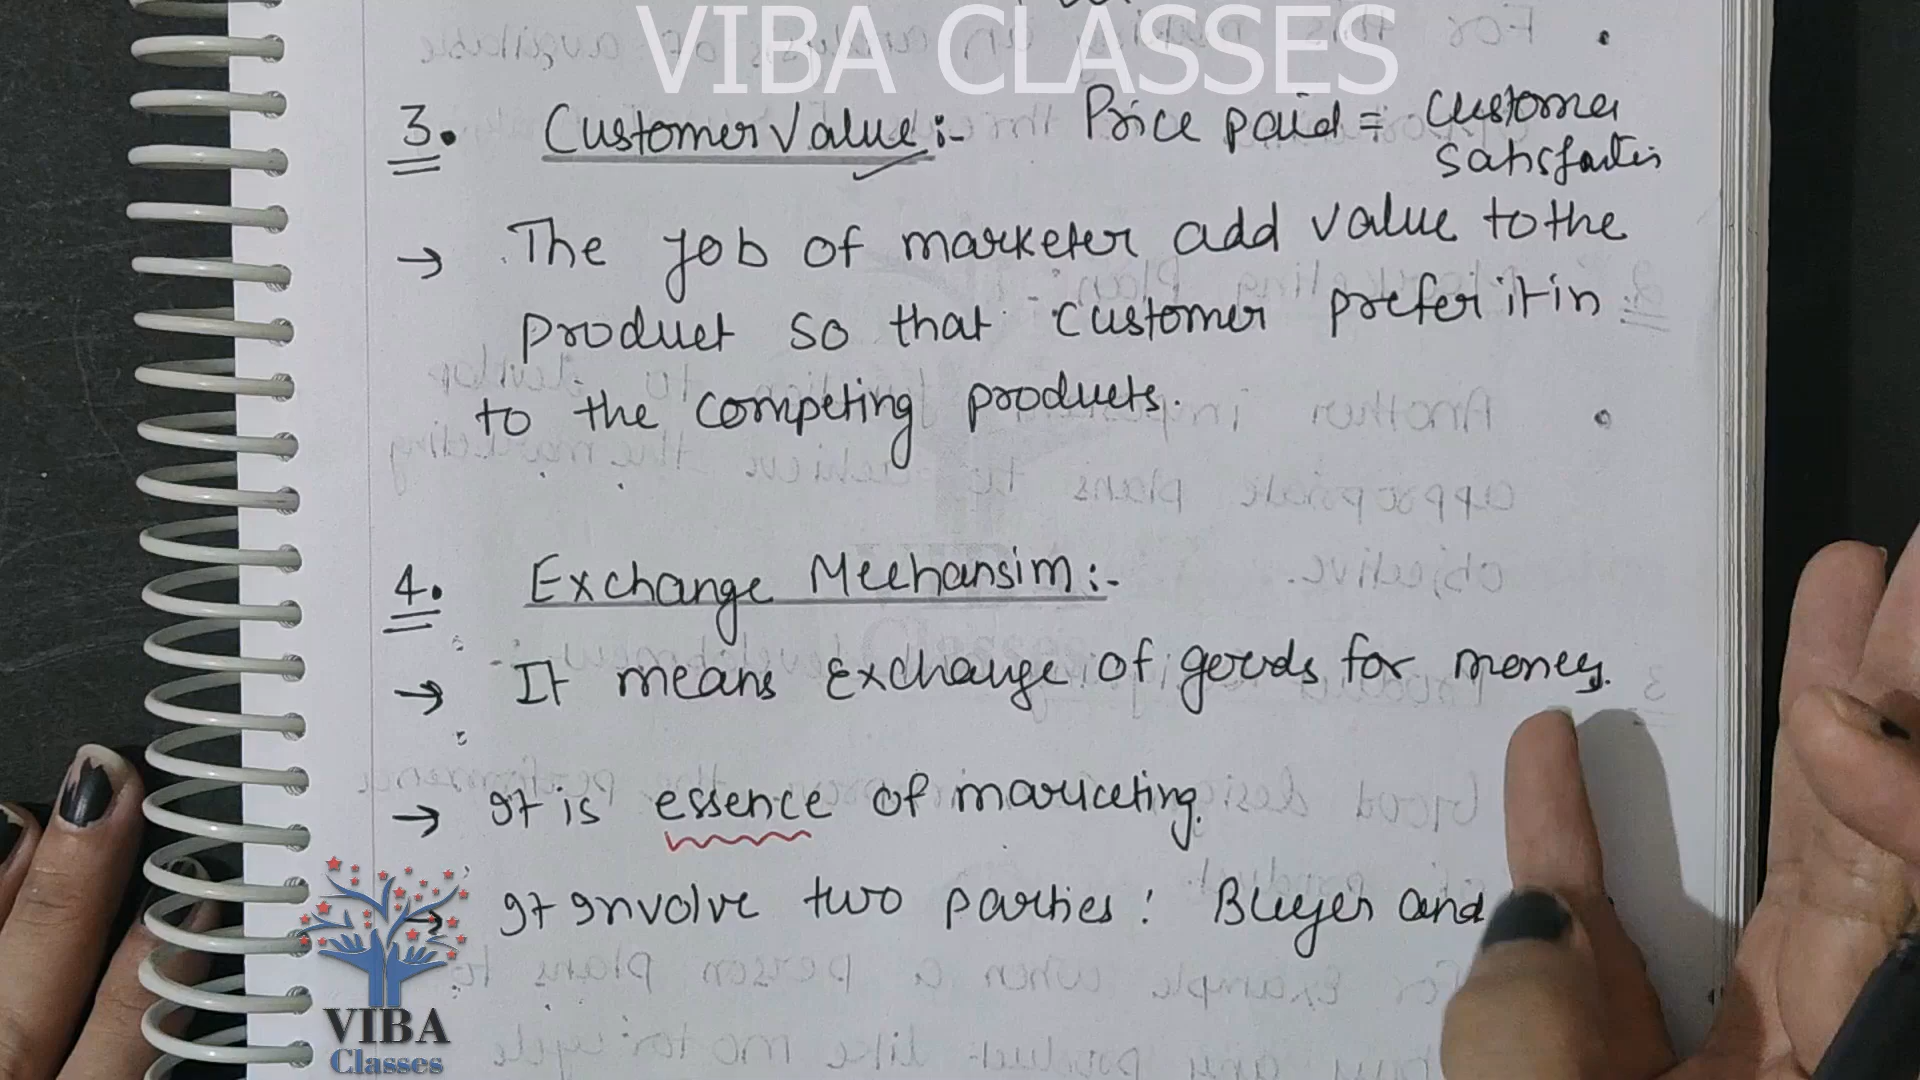 VIBA CLASSES
3. Customer Value :- Price paid = Customer
satisfaction
→ The job of marketer add value to the
product so that customer prefer it in
to the competing products.
4. Exchange Mechansim :-
→ It means exchange of goods for money.
→ It is essence of marketing.
→ It involve two parties : Buyer and
VIBA
Classes